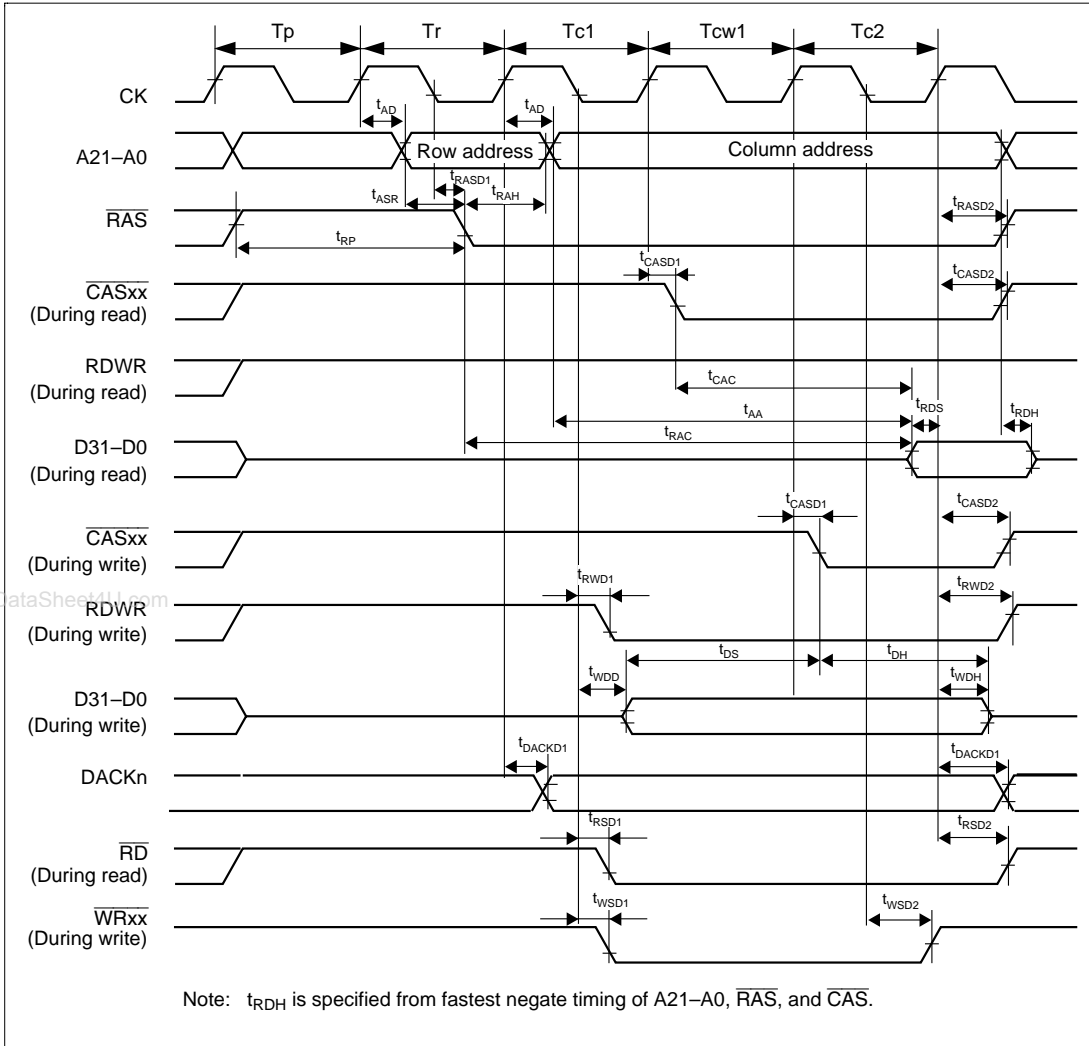 Tp Tr Tc1 Tcw1 Tc2
CK
tAD tAD
A21–A0 Row address Column address
tRASD1
tASR tRAH
RAS tRASD2
tRP
tCASD1
CASxx tCASD2
(During read)
RDWR
(During read) tCAC
tRDS
tAA tRDH
tRAC
D31–D0
(During read)
tCASD1 tCASD2
CASxx
(During write)
tRWD1 tRWD2
DataSheet4U.com
RDWR
(During write)
tDS tDH
tWDD tWDH
D31–D0
(During write)
tDACKD1 tDACKD1
DACKn
tRSD1 tRSD2
RD
(During read)
tWSD1 tWSD2
WRxx
(During write)
Note: tRDH is specified from fastest negate timing of A21–A0, RAS, and CAS.